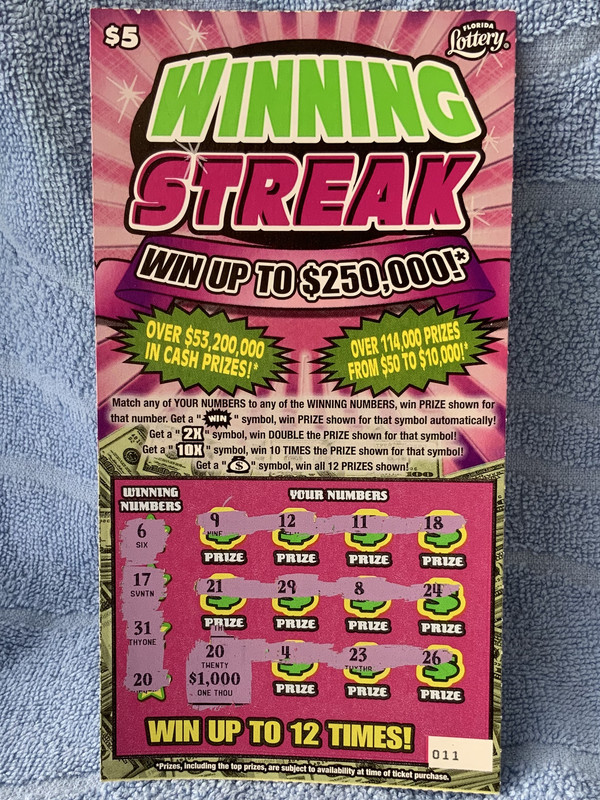 $5
FLORIDA
Lottery®
WINNING
STREAK
WIN UP TO $250,000!*
OVER $53,200,000
IN CASH PRIZES!*
OVER 114,000 PRIZES
FROM $50 TO $10,000!*
Match any of YOUR NUMBERS to any of the WINNING NUMBERS, win PRIZE shown for
that number. Get a "WIN" symbol, win PRIZE shown for that symbol automatically!
Get a "2X" symbol, win DOUBLE the PRIZE shown for that symbol!
Get a "10X" symbol, win 10 TIMES the PRIZE shown for that symbol!
Get a "$" symbol, win all 12 PRIZES shown!
100
WINNING
NUMBERS
YOUR NUMBERS
6
SIX
17
SVNTN
31
THYONE
20
9 12 11 18
NINE
PRIZE PRIZE PRIZE PRIZE
21 29 8 24
PRIZE PRIZE PRIZE
20 4 23 26
TWENTY TWYTHR
$1,000
ONE THOU
PRIZE PRIZE PRIZE
WIN UP TO 12 TIMES!
011
*Prizes, including the top prizes, are subject to availability at time of ticket purchase.